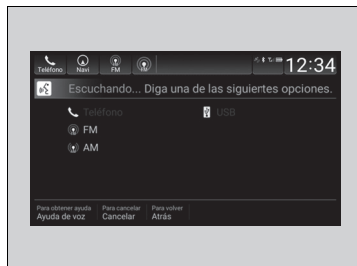 Teléfono Navi FM 12:34
Escuchando... Diga una de las siguiertes opciones.
Teléfono USB
FM
AM
Para obtener ayuda Para cancelar Para volver
Ayuda de voz Cancelar Atrás